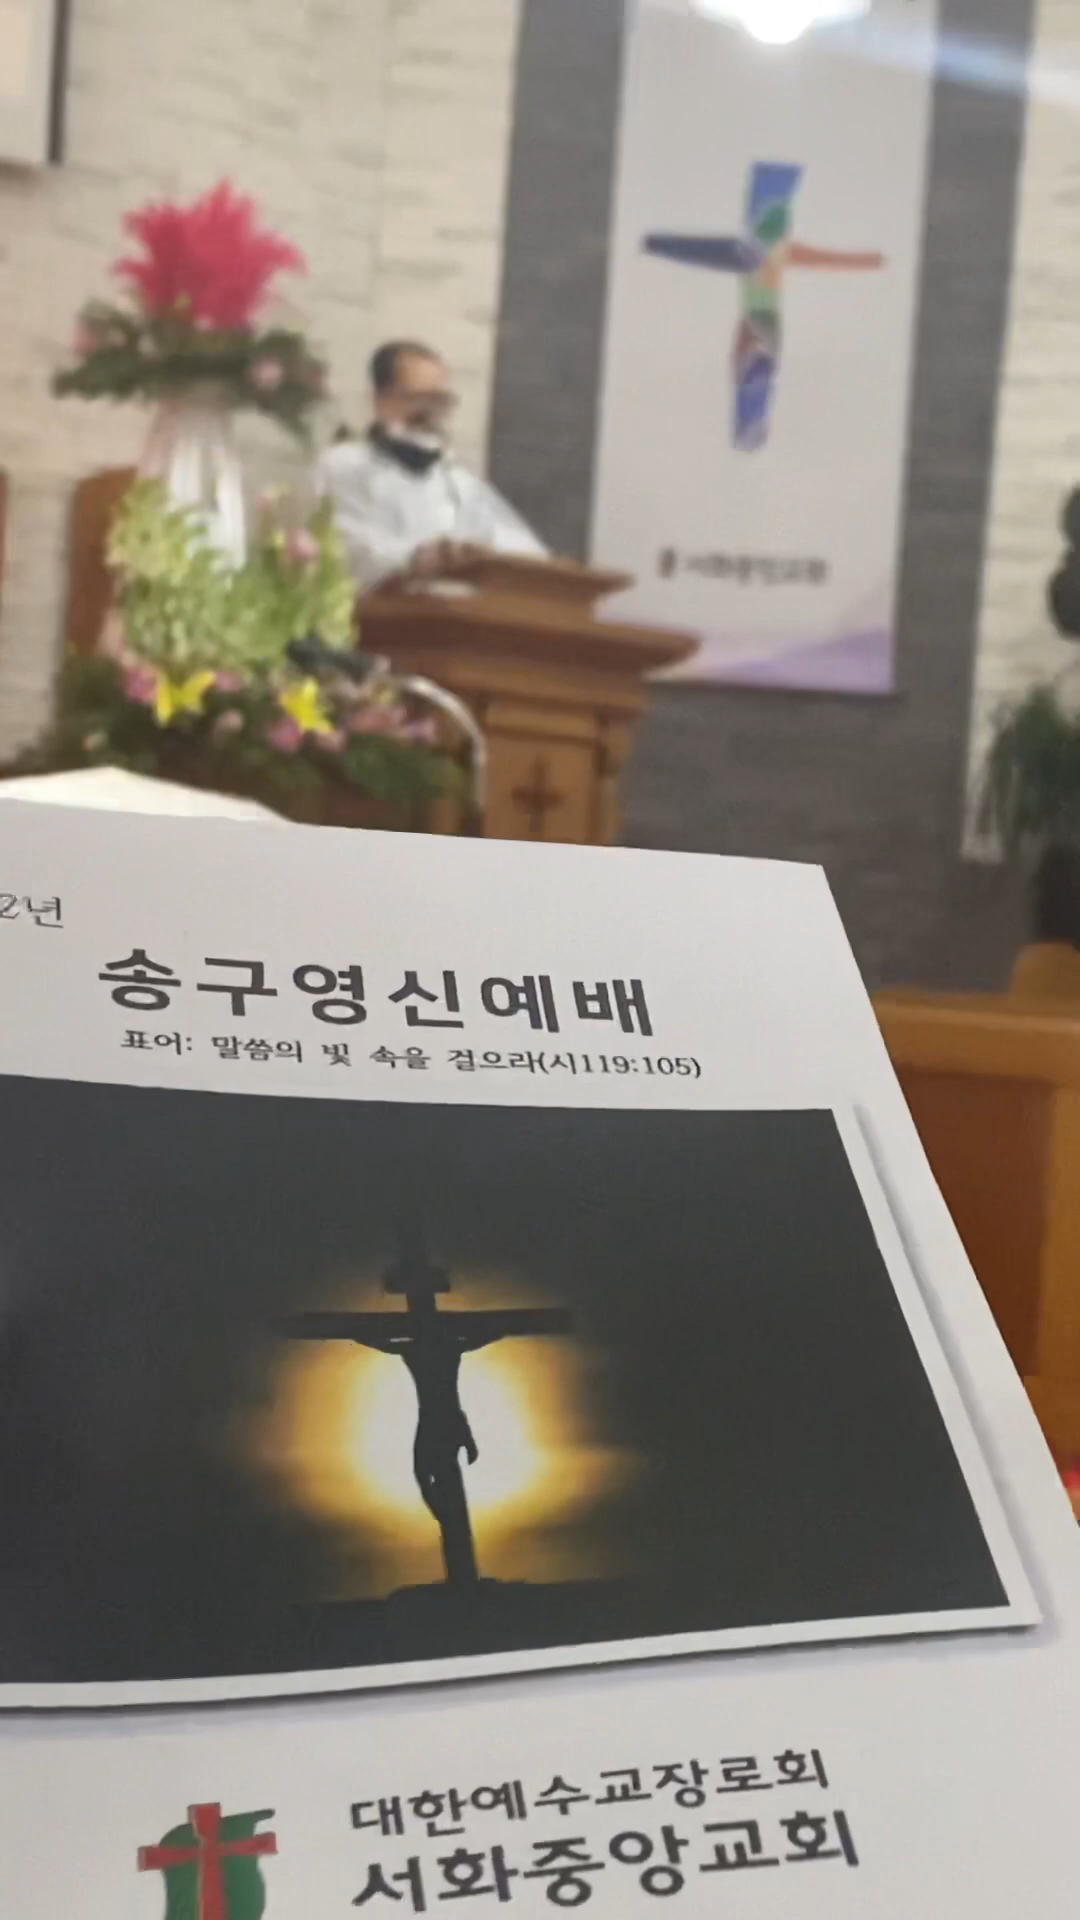 2년
송구영신예배
표어: 말씀의 빛 속을 걸으라(시119:105)
대한예수교장로회
서화중앙교회